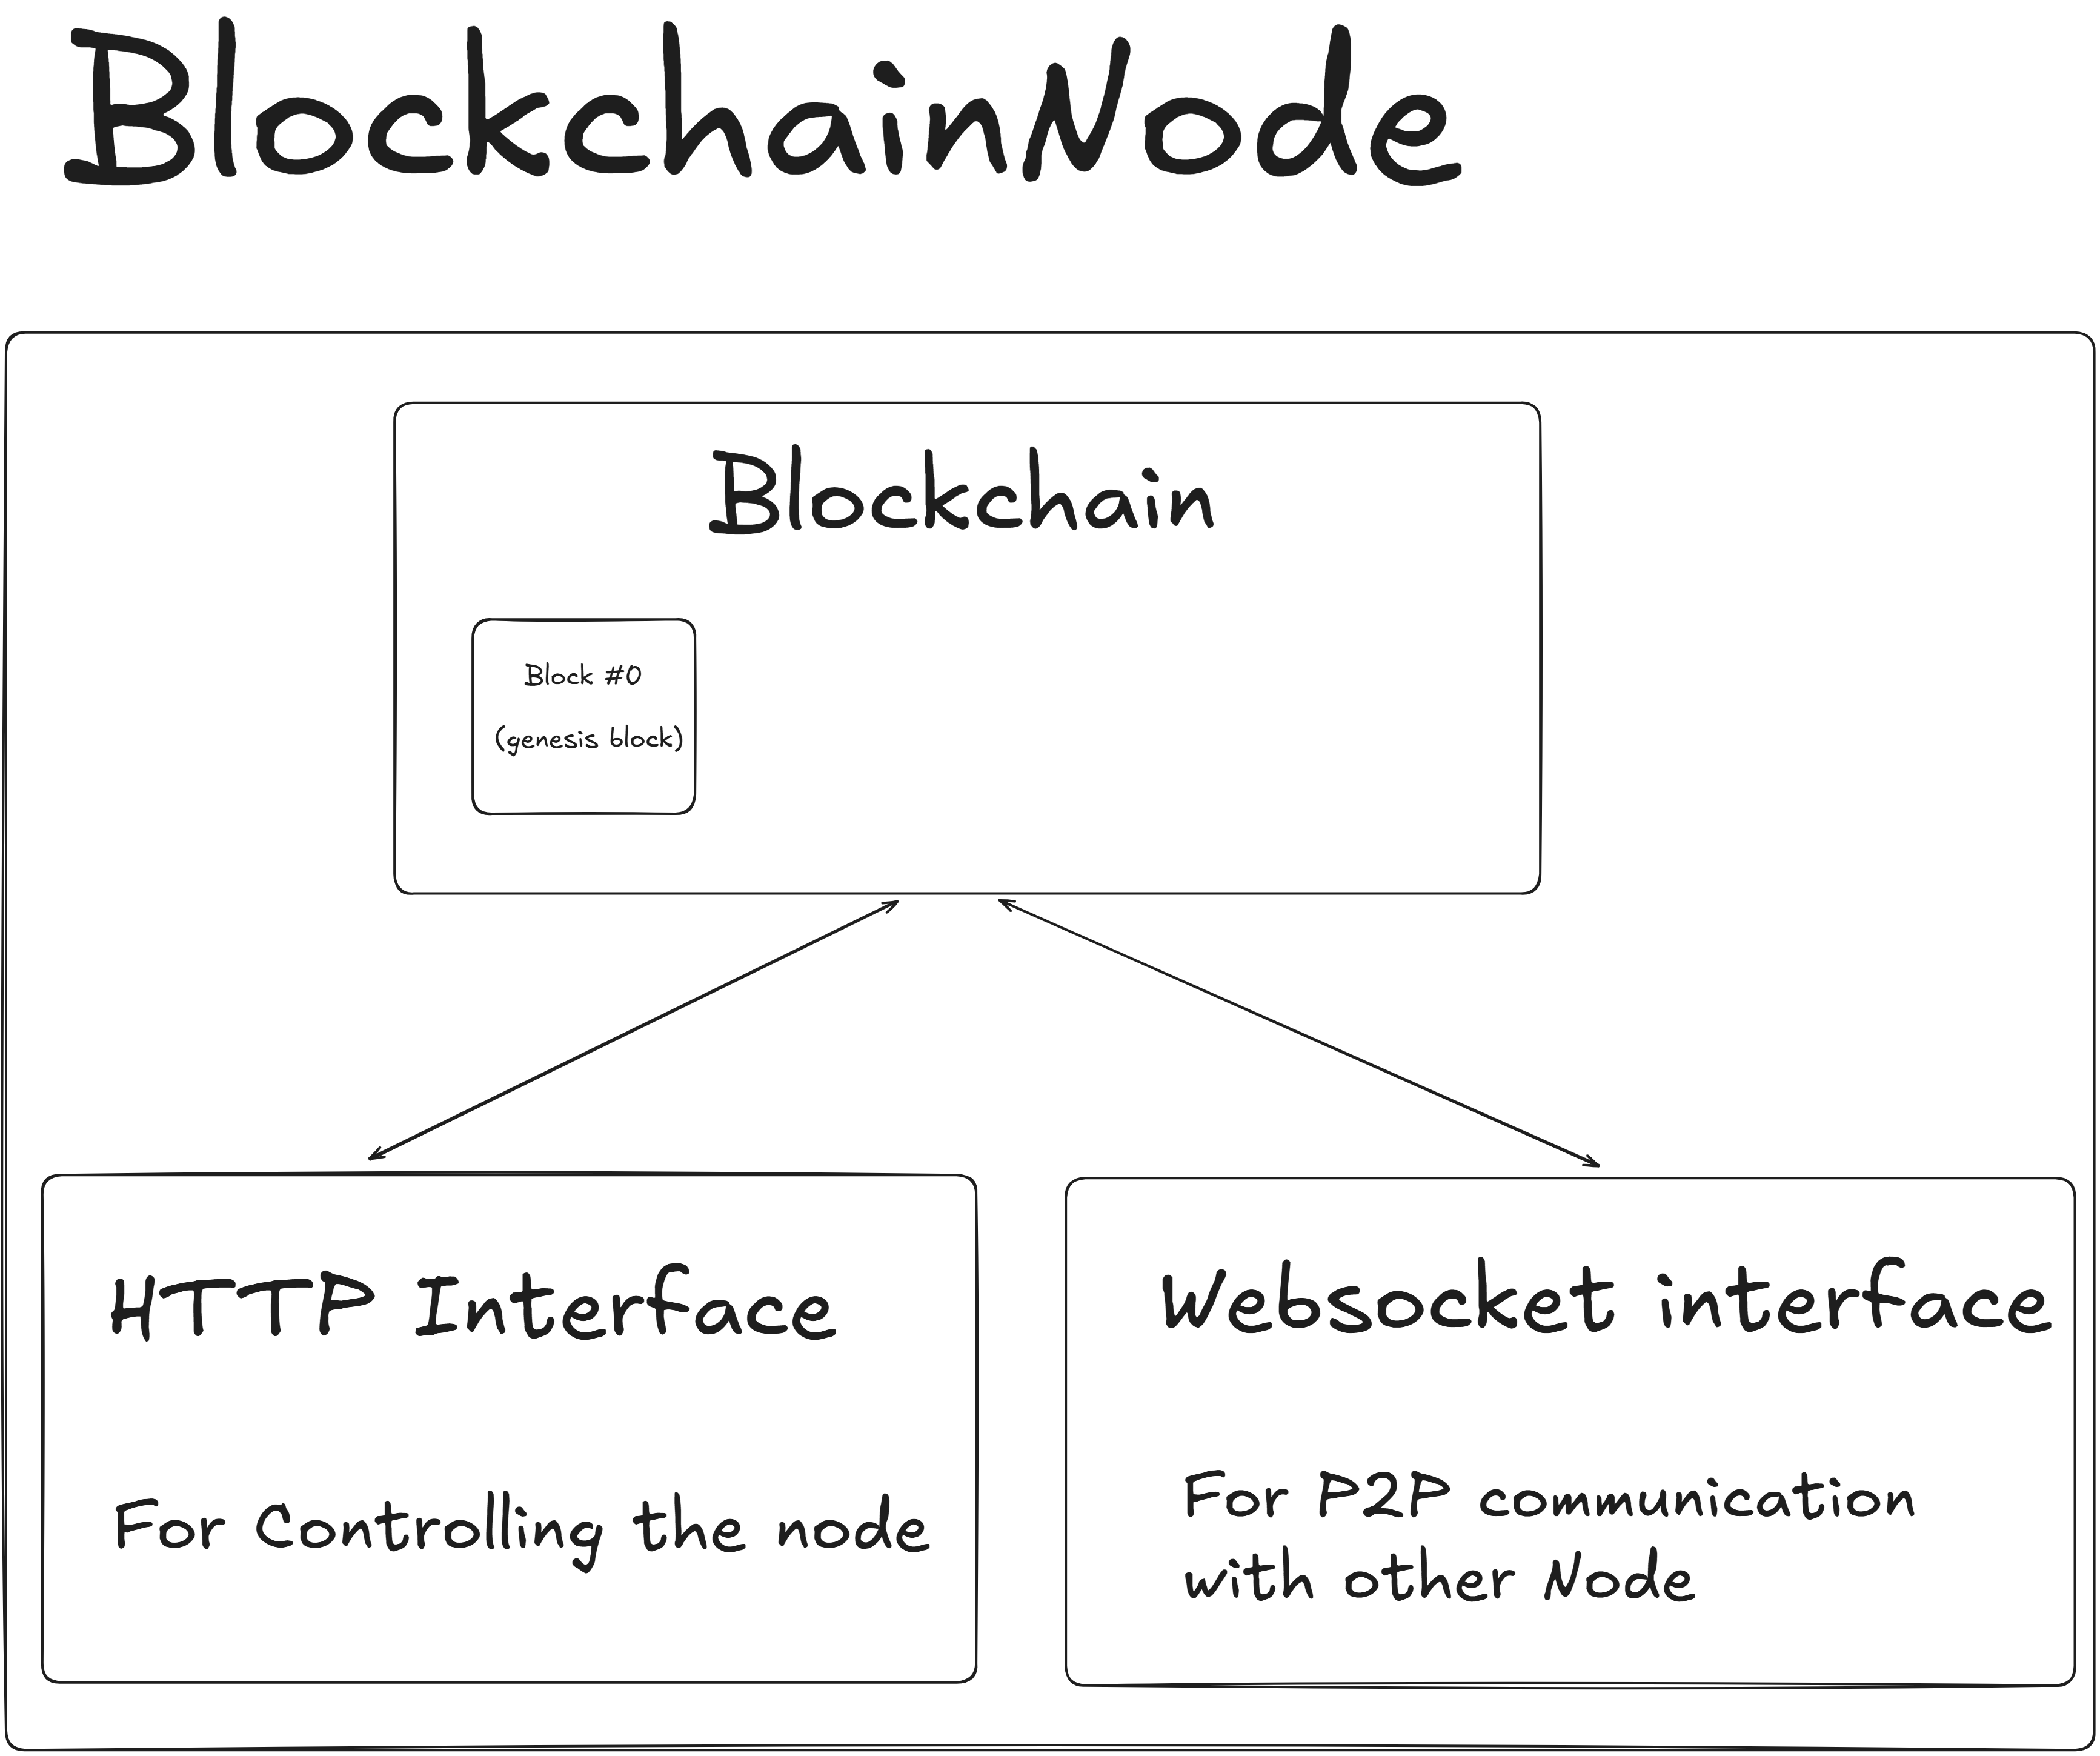 BlockchainNode
Blockchain
Block #0
(genesis block)
HTTP Interface
For Controlling the node
Websocket interface
For P2P communication
with other Node